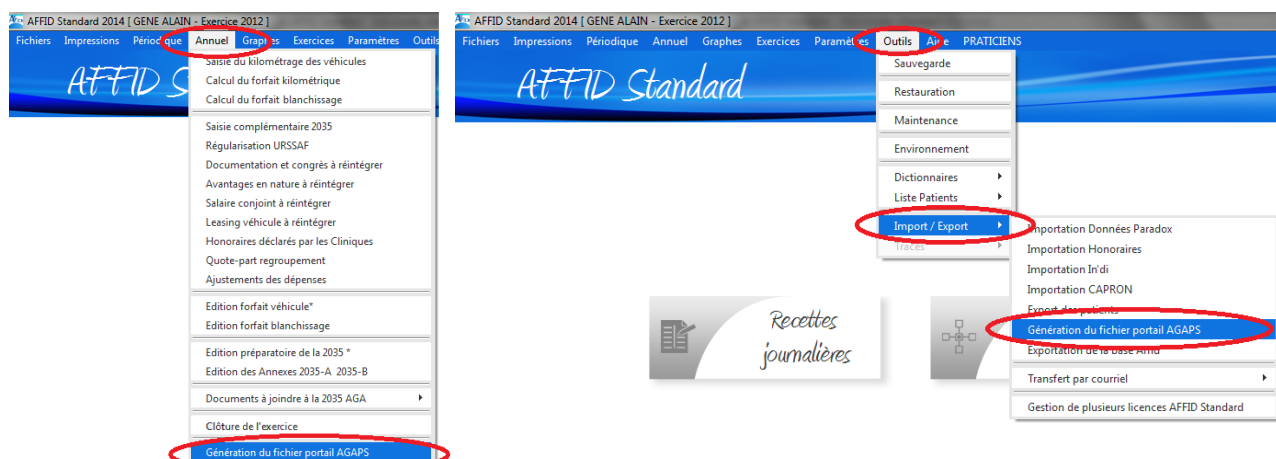 AFFID Standard 2014 [ GENE ALAIN - Exercice 2012 ]
Fichiers Impressions Périodique Annuel Graphes Exercices Paramètres Outils
AFFID S
Saisie du kilométrage des véhicules
Calcul du forfait kilométrique
Calcul du forfait blanchissage
Saisie complémentaire 2035
Régularisation URSSAF
Documentation et congrès à réintégrer
Avantages en nature à réintégrer
Salaire conjoint à réintégrer
Leasing véhicule à réintégrer
Honoraires déclarés par les Cliniques
Quote-part regroupement
Ajustements des dépenses
Edition forfait véhicule*
Edition forfait blanchissage
Edition préparatoire de la 2035 *
Edition des Annexes 2035-A 2035-B
Documents à joindre à la 2035 AGA
Clôture de l'exercice
Génération du fichier portail AGAPS
AFFID Standard 2014 [ GENE ALAIN - Exercice 2012 ]
Fichiers Impressions Périodique Annuel Graphes Exercices Paramètres Outils Aide PRATICIENS
AFFID Standard
Sauvegarde
Restauration
Maintenance
Environnement
Dictionnaires
Liste Patients
Import / Export
Traces
Importation Données Paradox
Importation Honoraires
Importation In'di
Importation CAPRON
Export des patients
Génération du fichier portail AGAPS
Exportation de la base Affid
Transfert par courriel
Gestion de plusieurs licences AFFID Standard
Recettes
journalières